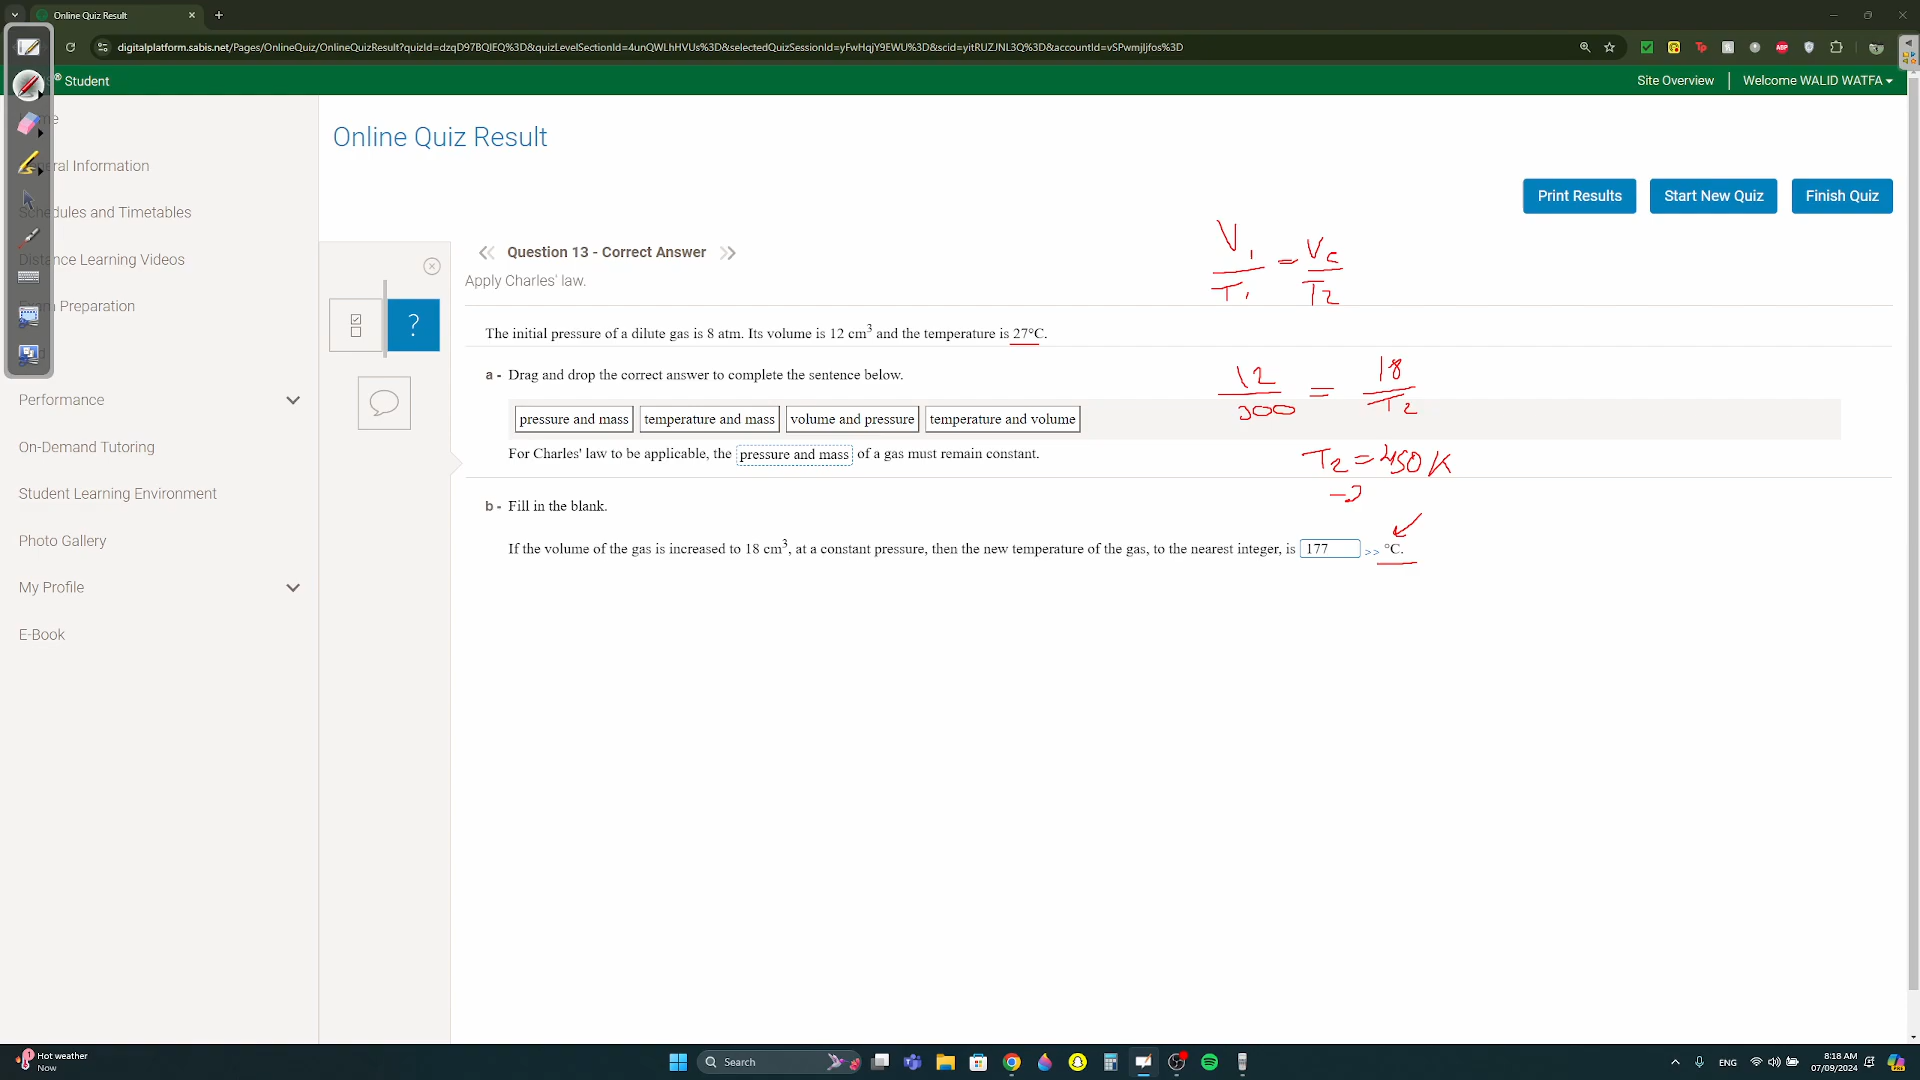 Online Quiz Result
digitalplatform.sabis.net/Pages/OnlineQuiz/OnlineQuizResult?quizId=dzqD97BQIEQ%3D&quizLevelSectionId=4unQWLhHVUs%3D&selectedQuizSessionId=yFwHqjY9EWU%3D&scid=yitRUZJNL3Q%3D&accountId=vSPwmjIjfos%3D
® Student
Site Overview
Welcome WALID WATFA
General Information
Schedules and Timetables
Distance Learning Videos
Exam Preparation
Performance
On-Demand Tutoring
Student Learning Environment
Photo Gallery
My Profile
E-Book
Online Quiz Result
Print Results
Start New Quiz
Finish Quiz
Question 13 - Correct Answer
Apply Charles' law.
V1/T1 = V2/T2
The initial pressure of a dilute gas is 8 atm. Its volume is 12 cm³ and the temperature is 27°C.
a - Drag and drop the correct answer to complete the sentence below.
12/300 = 18/T2
pressure and mass
temperature and mass
volume and pressure
temperature and volume
For Charles' law to be applicable, the pressure and mass of a gas must remain constant.
T2 = 450 K
b - Fill in the blank.
If the volume of the gas is increased to 18 cm³, at a constant pressure, then the new temperature of the gas, to the nearest integer, is 177 >> °C.
Hot weather
Now
Search
ENG
8:18 AM
07/09/2024